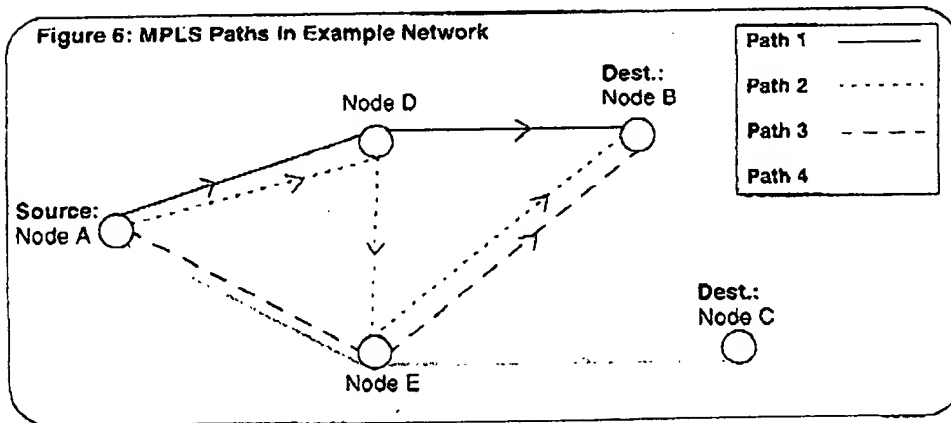 Figure 6: MPLS Paths in Example Network
Path 1
Path 2
Path 3
Path 4
Dest.:
Node B
Node D
Source:
Node A
Dest.:
Node C
Node E